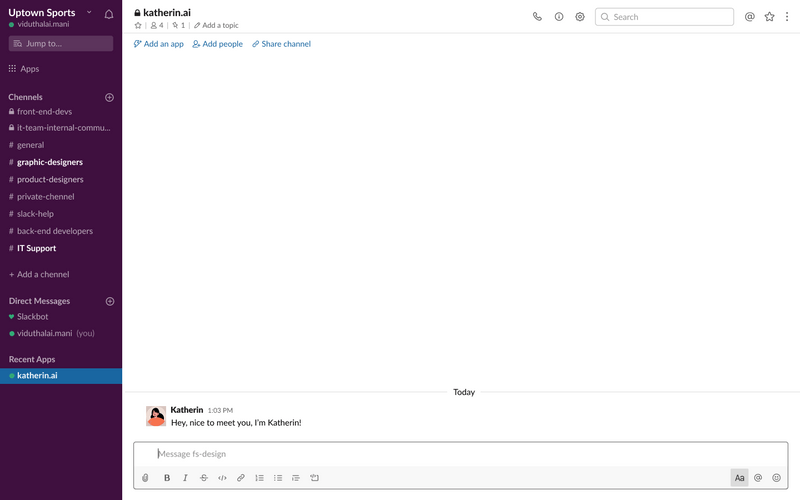 Uptown Sports
viduthalai.mani
Jump to...
Apps
Channels
front-end-devs
it-team-internal-commu...
# general
# graphic-designers
# product-designers
# private-chennel
# slack-help
# back-end developers
# IT Support
+ Add a channel
Direct Messages
Slackbot
viduthalai.mani (you)
Recent Apps
katherin.ai
katherin.ai
4
1
Add a topic
Search
Add an app
Add people
Share channel
Today
Katherin 1:03 PM
Hey, nice to meet you, I'm Katherin!
Message fs-design
B I S </> Aa @